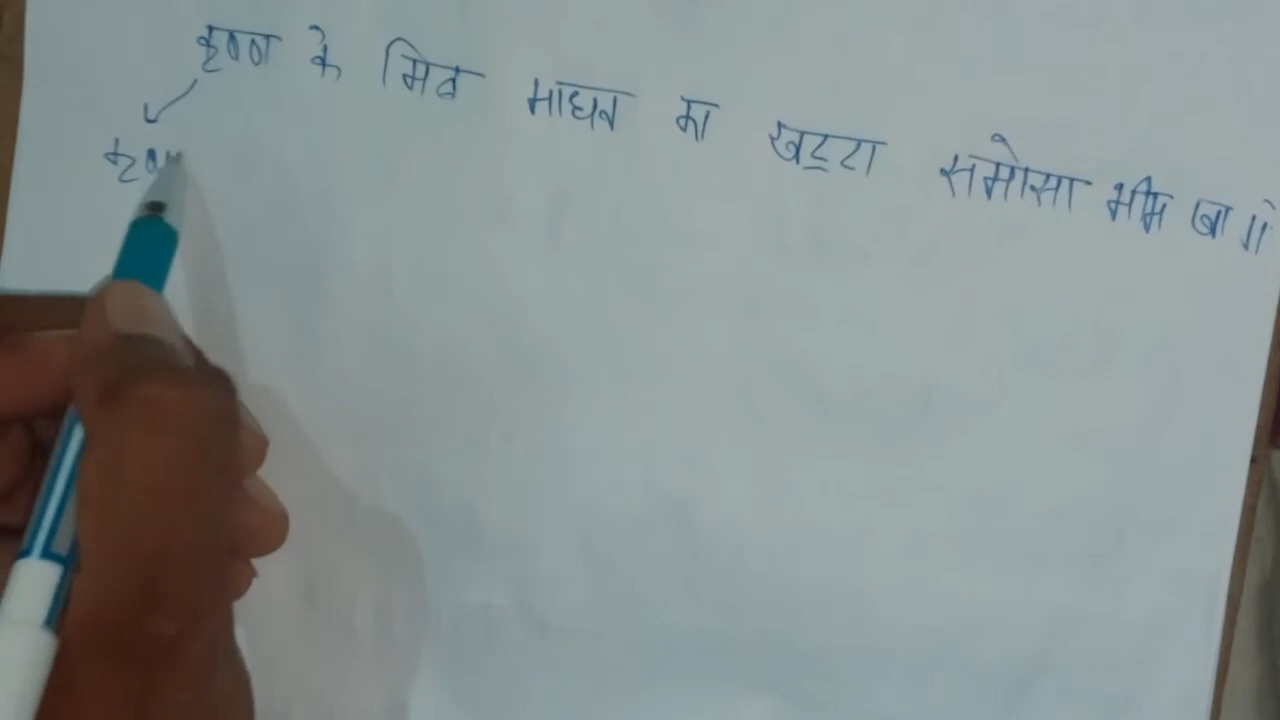 कृष्ण के मित्र माधव का खट्टा समोसा भीम खा